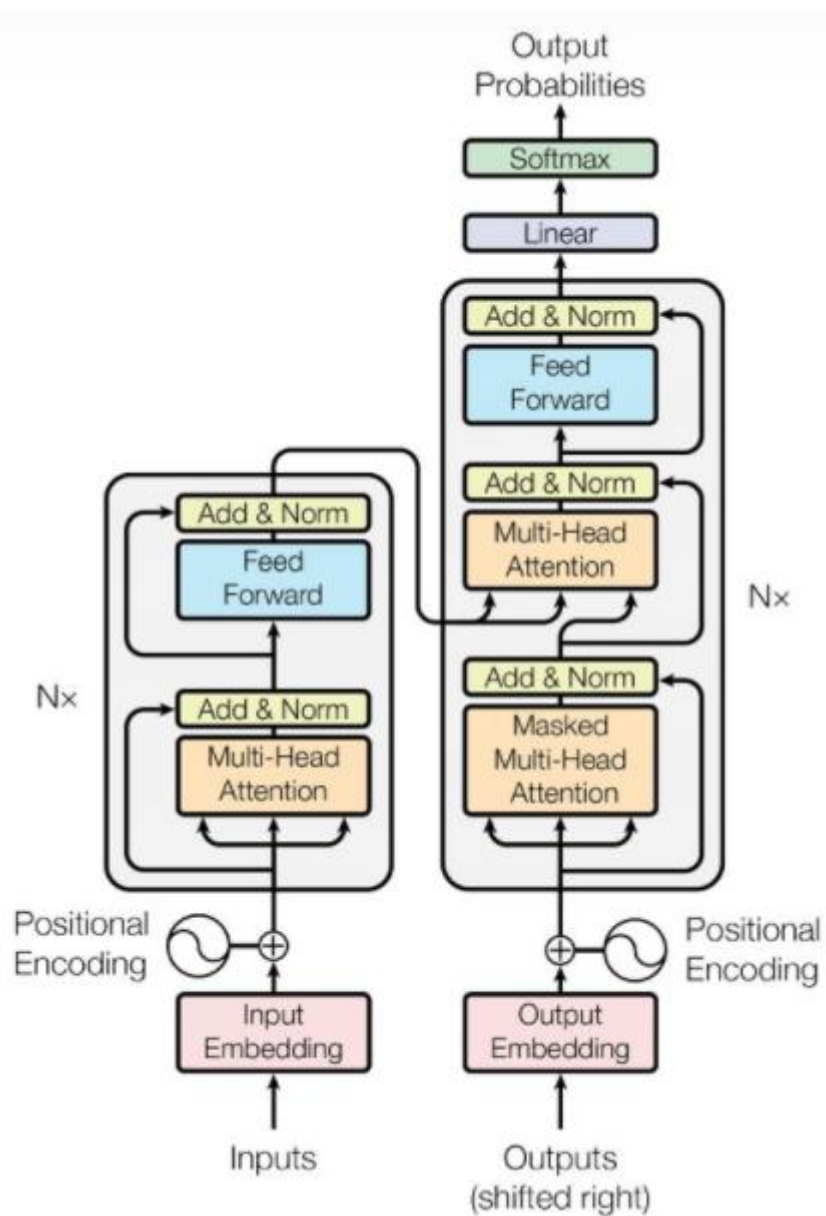 Output
Probabilities
Softmax
Linear
Add & Norm
Feed
Forward
Add & Norm
Multi-Head
Attention
Nx
Add & Norm
Masked
Multi-Head
Attention
Add & Norm
Feed
Forward
Nx
Add & Norm
Multi-Head
Attention
Positional
Encoding
Positional
Encoding
Input
Embedding
Output
Embedding
Inputs
Outputs
(shifted right)